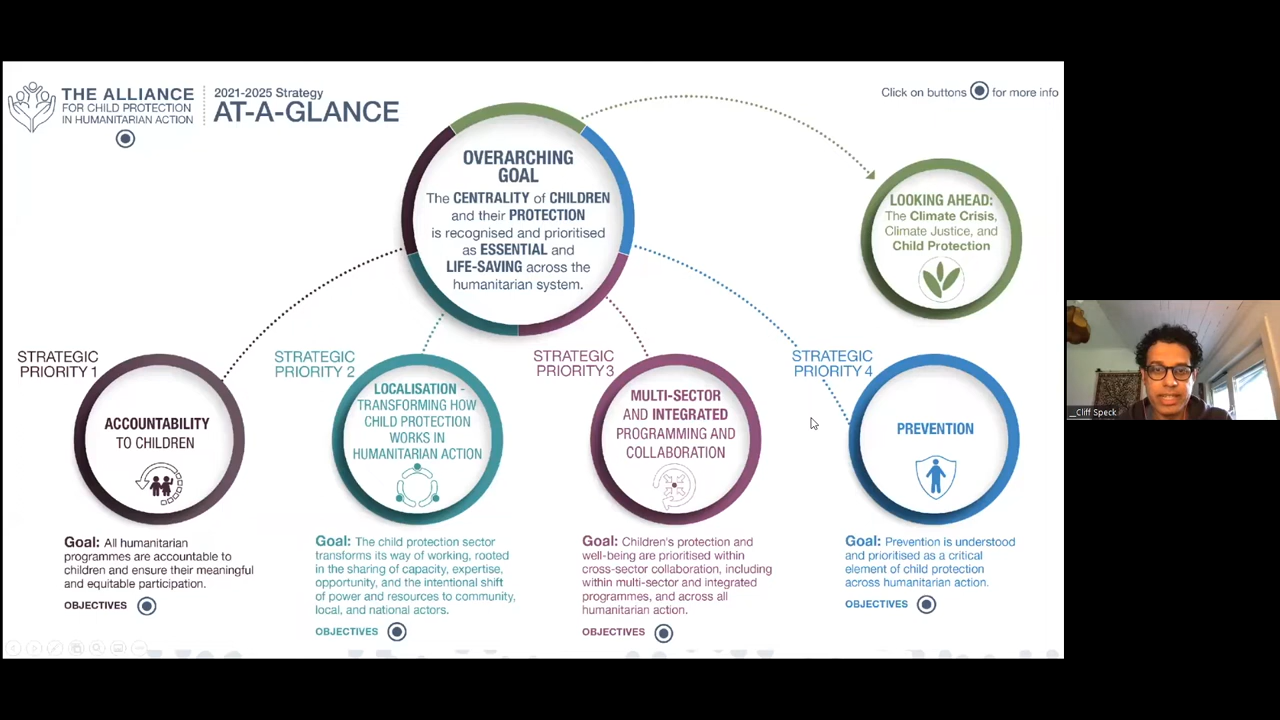 THE ALLIANCE
FOR CHILD PROTECTION
IN HUMANITARIAN ACTION
2021-2025 Strategy
AT-A-GLANCE
Click on buttons for more info
OVERARCHING
GOAL
The CENTRALITY of CHILDREN
and their PROTECTION
is recognised and prioritised
as ESSENTIAL and
LIFE-SAVING across the
humanitarian system.
LOOKING AHEAD:
The Climate Crisis,
Climate Justice, and
Child Protection
STRATEGIC
PRIORITY 1
ACCOUNTABILITY
TO CHILDREN
Goal: All humanitarian
programmes are accountable to
children and ensure their meaningful
and equitable participation.
OBJECTIVES
STRATEGIC
PRIORITY 2
LOCALISATION -
TRANSFORMING HOW
CHILD PROTECTION
WORKS IN
HUMANITARIAN ACTION
Goal: The child protection sector
transforms its way of working, rooted
in the sharing of capacity, expertise,
opportunity, and the intentional shift
of power and resources to community,
local, and national actors.
OBJECTIVES
STRATEGIC
PRIORITY 3
MULTI-SECTOR
AND INTEGRATED
PROGRAMMING AND
COLLABORATION
Goal: Children's protection and
well-being are prioritised within
cross-sector collaboration, including
within multi-sector and integrated
programmes, and across all
humanitarian action.
OBJECTIVES
STRATEGIC
PRIORITY 4
PREVENTION
Goal: Prevention is understood
and prioritised as a critical
element of child protection
across humanitarian action.
OBJECTIVES
__Cliff Speck